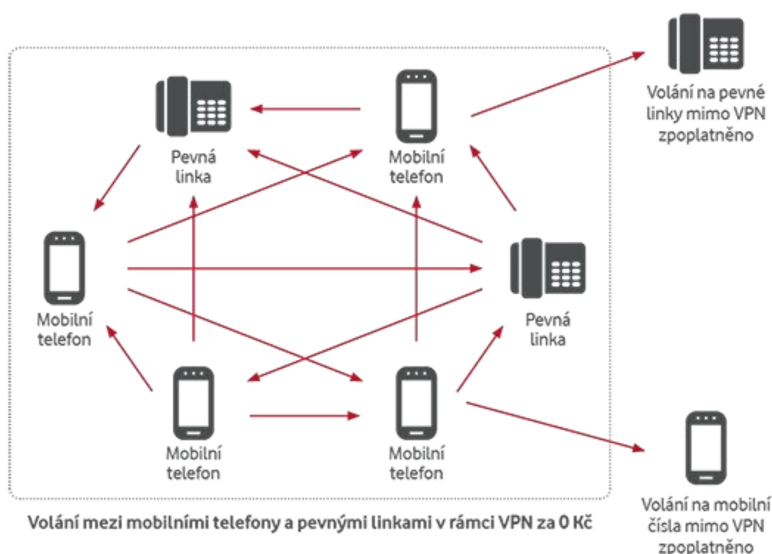 Volání na pevné
linky mimo VPN
zpoplatněno
Pevná
linka
Mobilní
telefon
Mobilní
telefon
Pevná
linka
Mobilní
telefon
Mobilní
telefon
Volání na mobilní
čísla mimo VPN
zpoplatněno
Volání mezi mobilními telefony a pevnými linkami v rámci VPN za 0 Kč